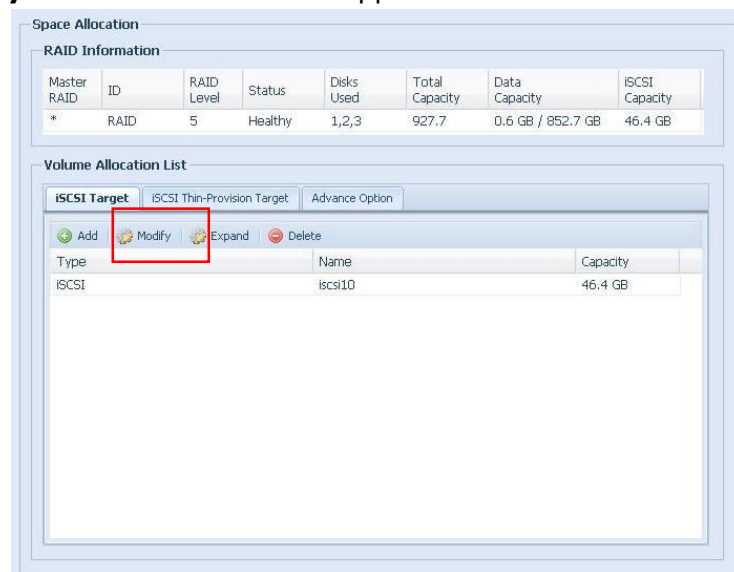 Space Allocation
RAID Information
Master RAID ID RAID Level Status Disks Used Total Capacity Data Capacity iSCSI Capacity
* RAID 5 Healthy 1,2,3 927.7 0.6 GB / 852.7 GB 46.4 GB
Volume Allocation List
iSCSI Target iSCSI Thin-Provision Target Advance Option
Add Modify Expand Delete
Type Name Capacity
iSCSI iscsi10 46.4 GB